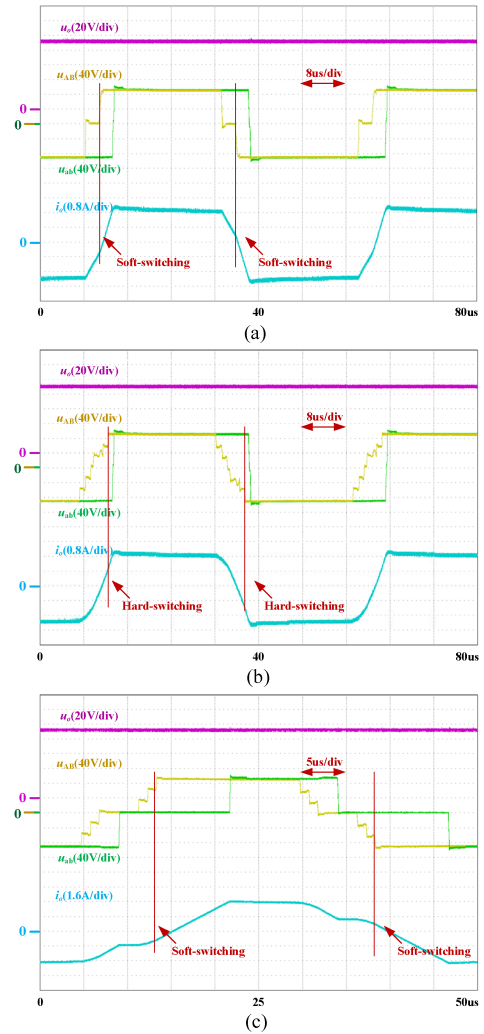 uo(20V/div)
uAB(40V/div)
8us/div
0
0
uab(40V/div)
io(0.8A/div)
0
Soft-switching
Soft-switching
0
40
80us
(a)
uo(20V/div)
uAB(40V/div)
8us/div
0
0
uab(40V/div)
io(0.8A/div)
0
Hard-switching
Hard-switching
0
40
80us
(b)
uo(20V/div)
uAB(40V/div)
5us/div
0
0
uab(40V/div)
io(1.6A/div)
0
Soft-switching
Soft-switching
0
25
50us
(c)